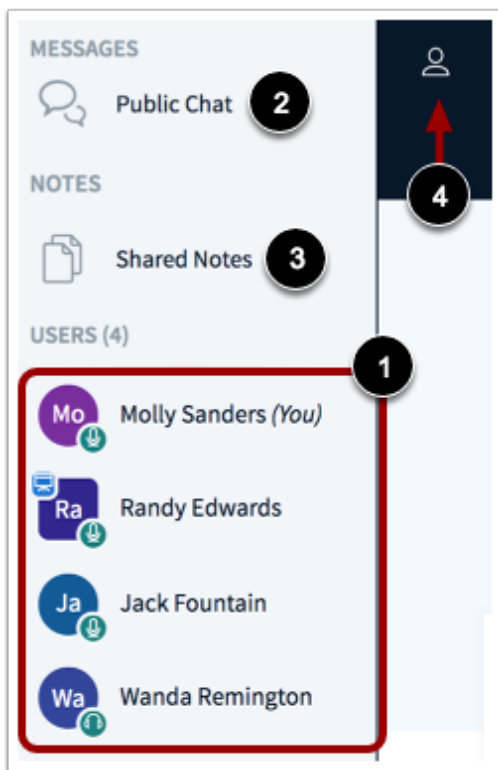 MESSAGES
Public Chat 2
4
NOTES
Shared Notes 3
USERS (4)
1
Mo Molly Sanders (You)
Ra Randy Edwards
Ja Jack Fountain
Wa Wanda Remington